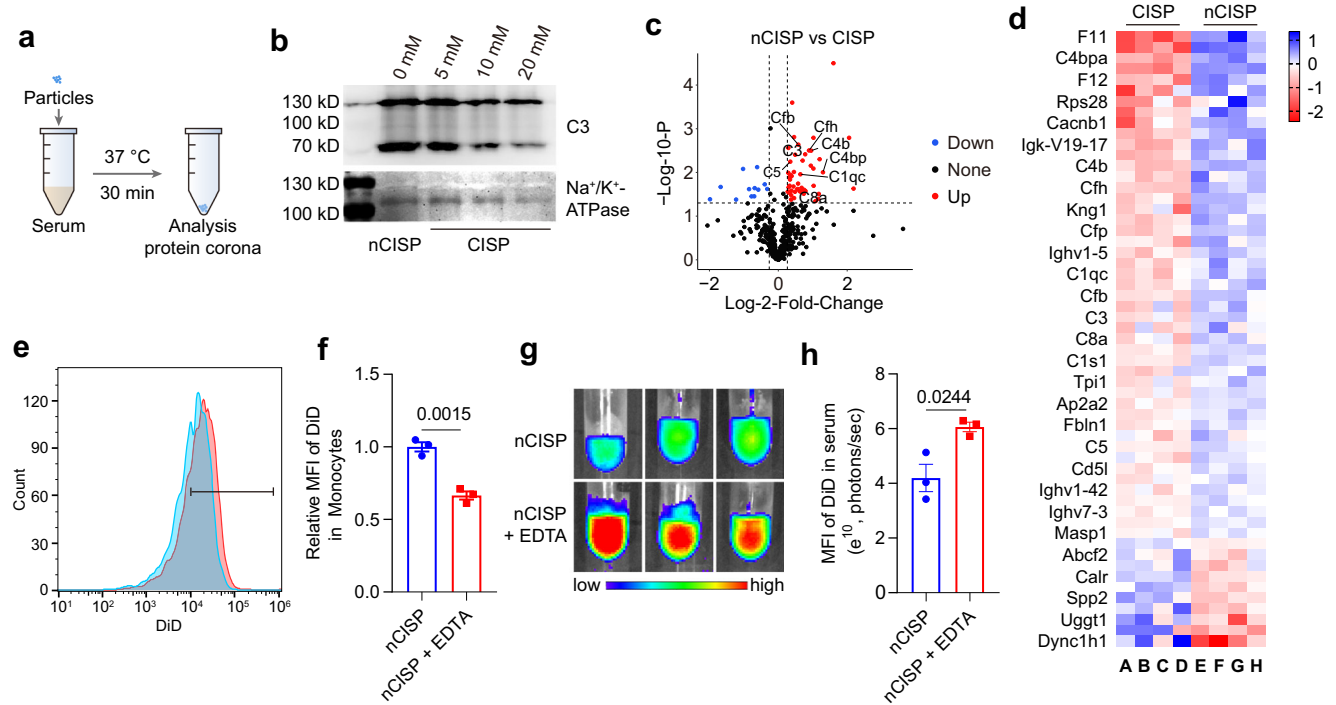 a
Particles
37 °C
30 min
Serum
Analysis
protein corona
b
0 mM
5 mM
10 mM
20 mM
130 kD
100 kD
70 kD
C3
130 kD
100 kD
Na+/K+-
ATPase
nCISP
CISP
c
nCISP vs CISP
−Log-10-P
4
3
2
1
0
−2
0
2
Log-2-Fold-Change
Cfb
Cfh
C3
C4b
C5
C4bp
C1qc
C8a
Down
None
Up
d
CISP
nCISP
F11
C4bpa
F12
Rps28
Cacnb1
Igk-V19-17
C4b
Cfh
Kng1
Cfp
Ighv1-5
C1qc
Cfb
C3
C8a
C1s1
Tpi1
Ap2a2
Fbln1
C5
Cd5l
Ighv1-42
Ighv7-3
Masp1
Abcf2
Calr
Spp2
Uggt1
Dync1h1
A B C D E F G H
1
0
-1
-2
e
Count
120
90
60
30
0
10¹ 10² 10³ 10⁴ 10⁵ 10⁶
DiD
f
Relative MFI of DiD
in Monocytes
1.5
1.0
0.5
0.0
0.0015
nCISP
nCISP + EDTA
g
nCISP
nCISP
+ EDTA
low
high
h
MFI of DiD in serum
(e¹⁰, photons/sec)
8
6
4
2
0
0.0244
nCISP
nCISP + EDTA